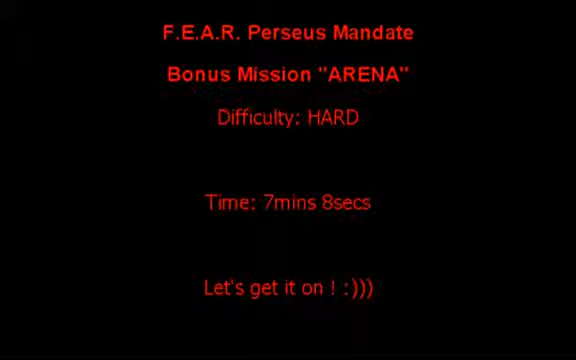 F.E.A.R. Perseus Mandate
Bonus Mission "ARENA"
Difficulty: HARD
Time: 7mins 8secs
Let's get it on ! :)))